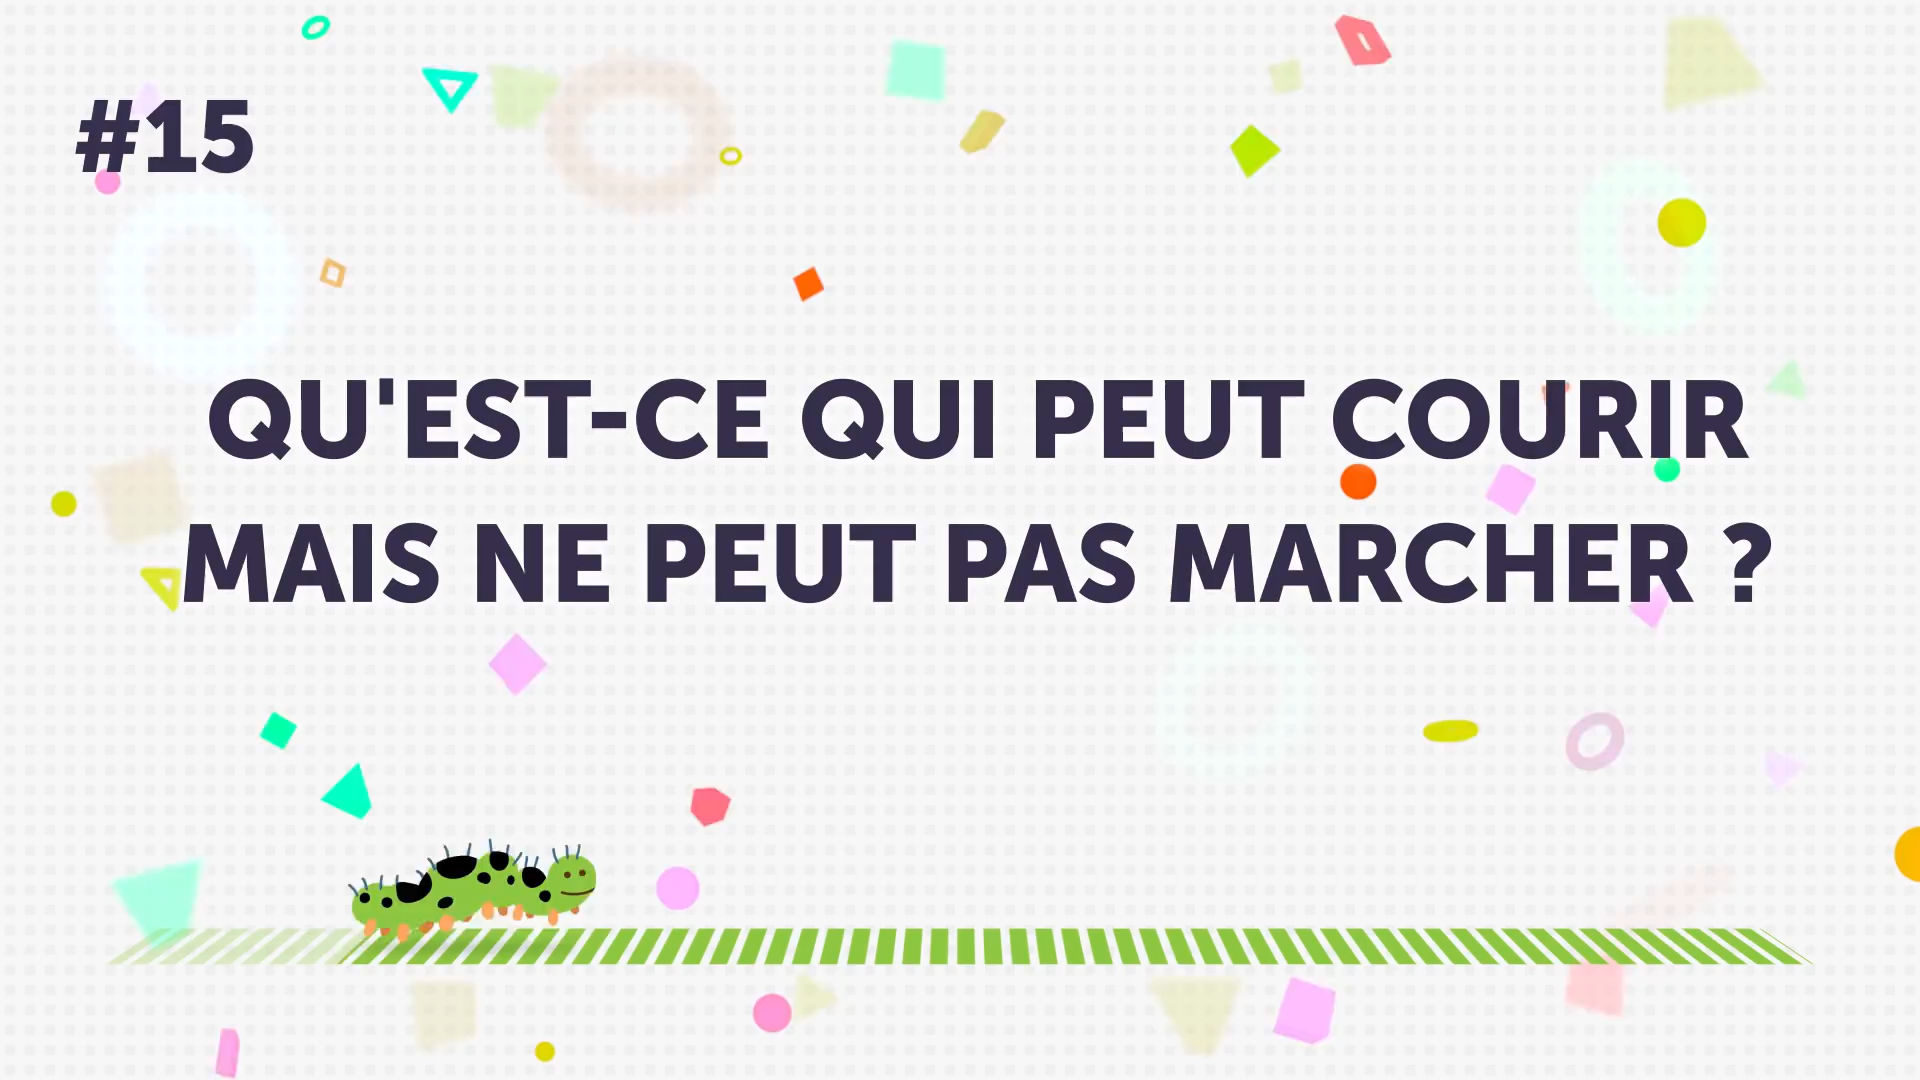 #15
QU'EST-CE QUI PEUT COURIR
MAIS NE PEUT PAS MARCHER ?